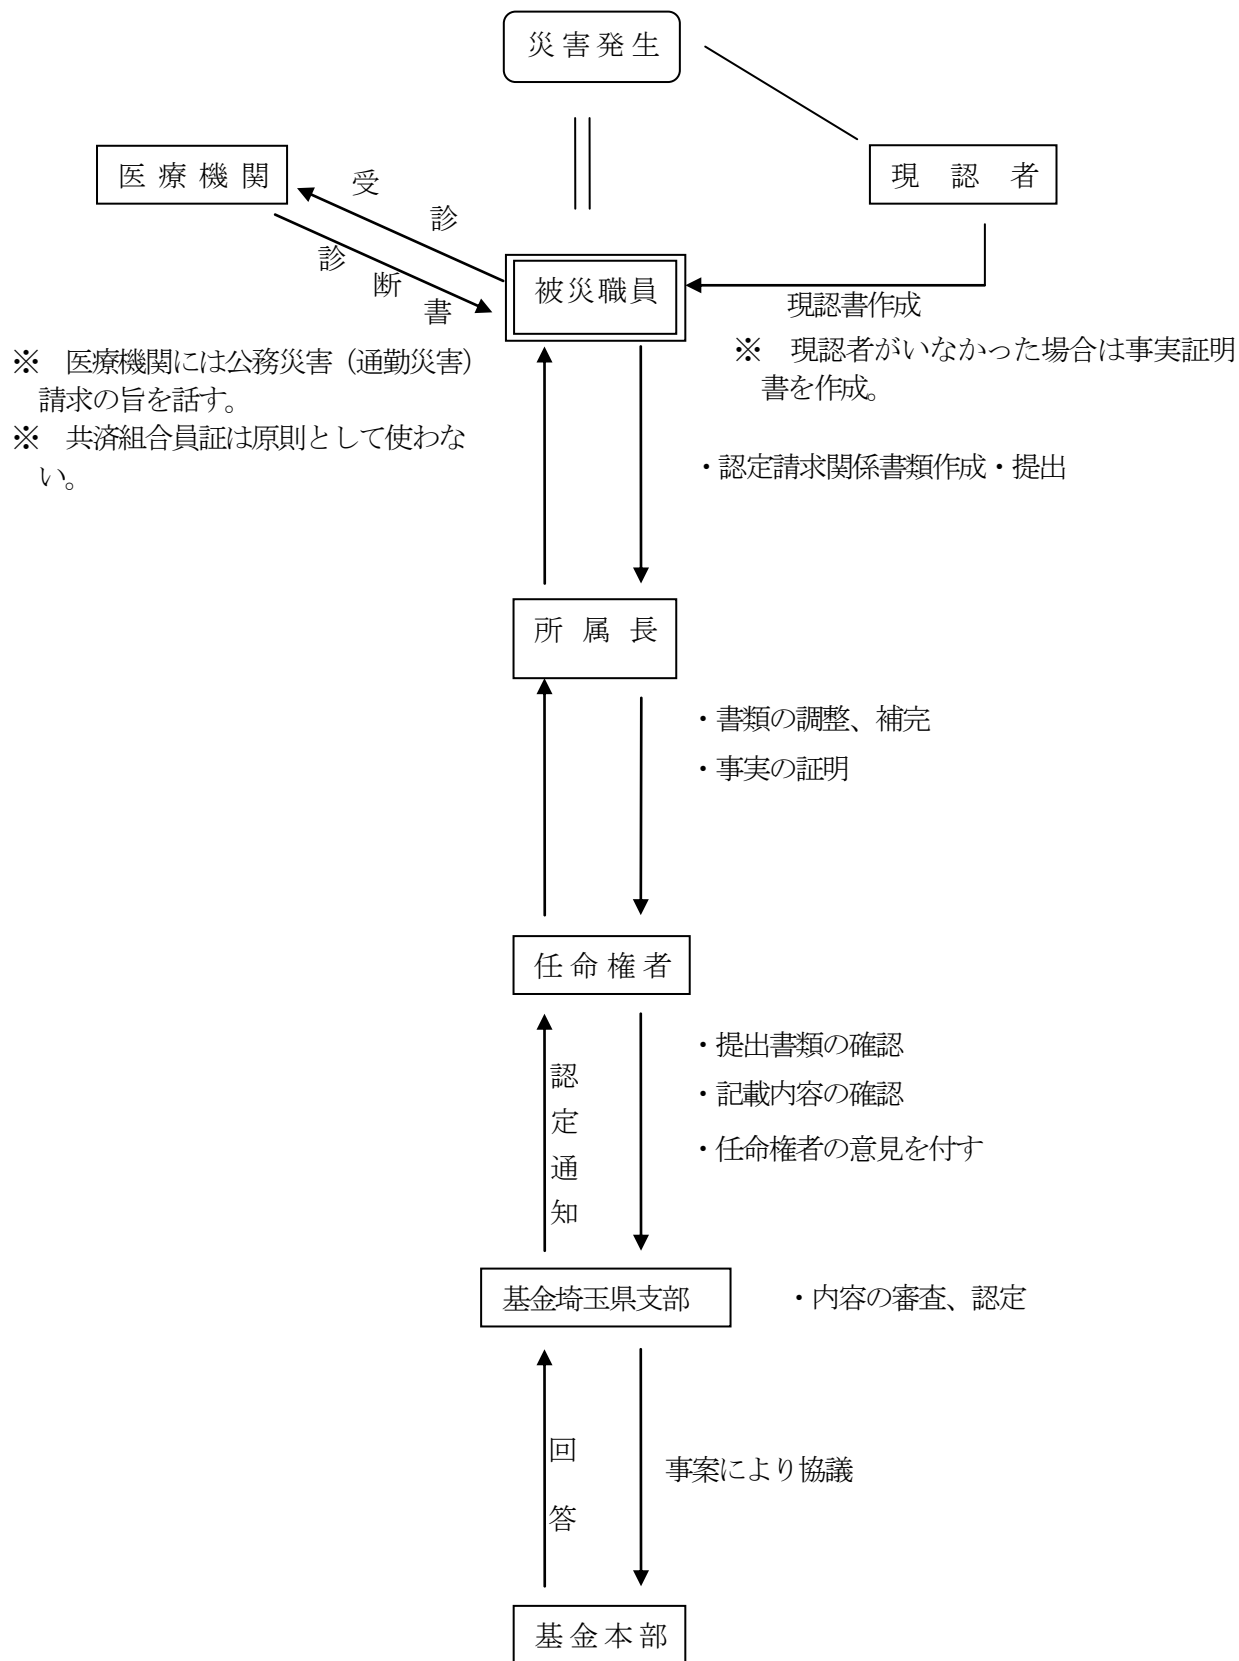 災害発生
医療機関
現認者
受診
診断書
被災職員
現認書作成
※　現認者がいなかった場合は事実証明
書を作成。
※　医療機関には公務災害（通勤災害）
請求の旨を話す。
※　共済組合員証は原則として使わな
い。
・認定請求関係書類作成・提出
所属長
・書類の調整、補完
・事実の証明
任命権者
・提出書類の確認
・記載内容の確認
・任命権者の意見を付す
認定通知
基金埼玉県支部
・内容の審査、認定
回答
事案により協議
基金本部